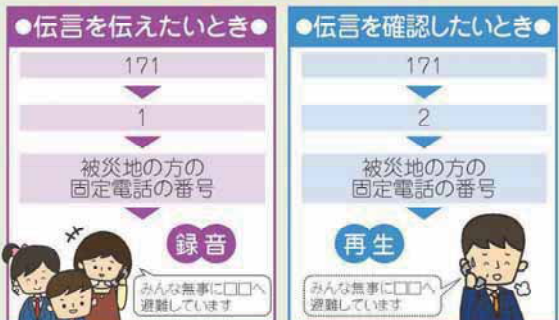 ●伝言を伝えたいとき●
171
1
被災地の方の
固定電話の番号
録音
みんな無事に□□へ
避難しています
●伝言を確認したいとき●
171
2
被災地の方の
固定電話の番号
再生
みんな無事に□□□へ
避難しています